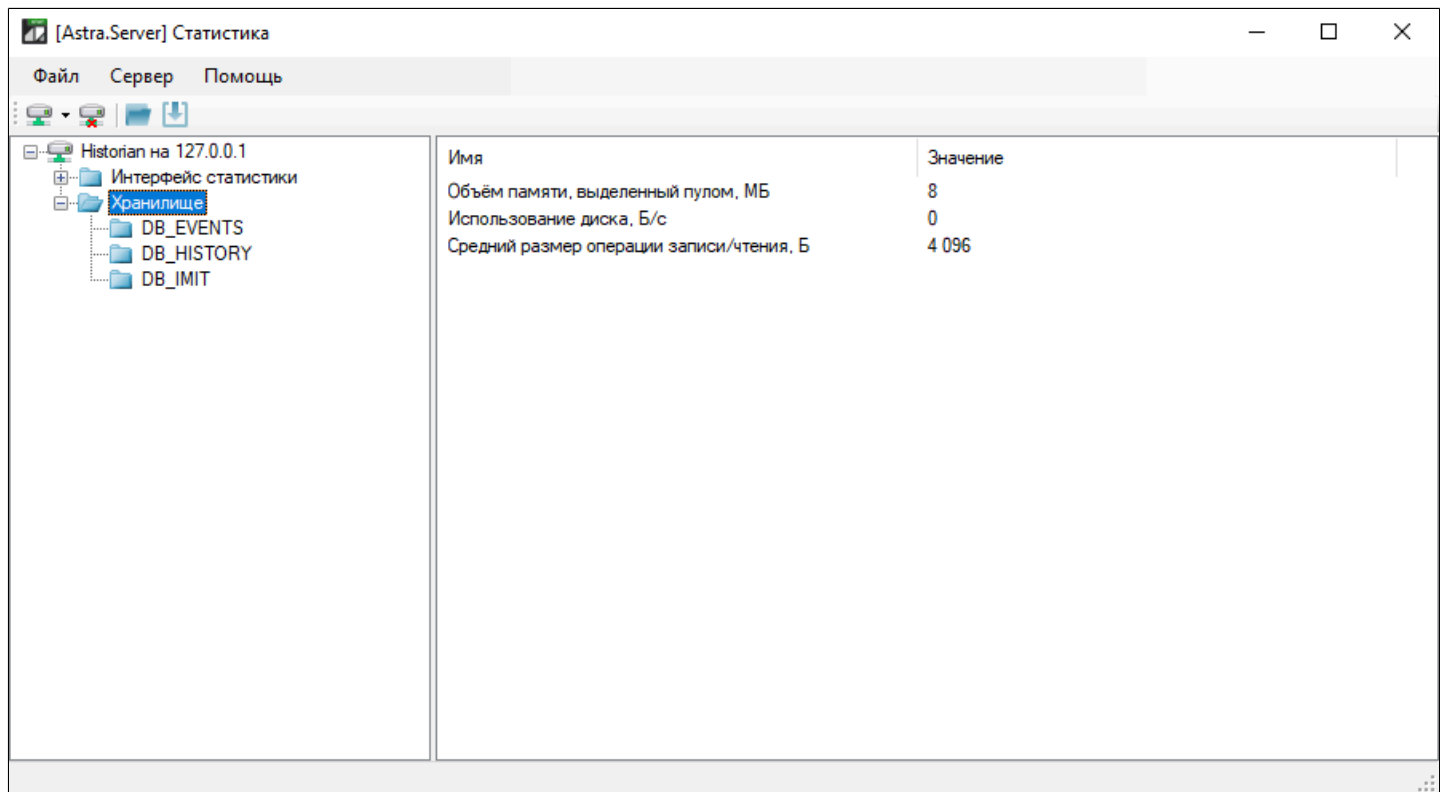 [Astra.Server] Статистика
Файл Сервер Помощь
Historian на 127.0.0.1
Интерфейс статистики
Хранилище
DB_EVENTS
DB_HISTORY
DB_IMIT
Имя Значение
Объём памяти, выделенный пулом, МБ 8
Использование диска, Б/с 0
Средний размер операции записи/чтения, Б 4 096